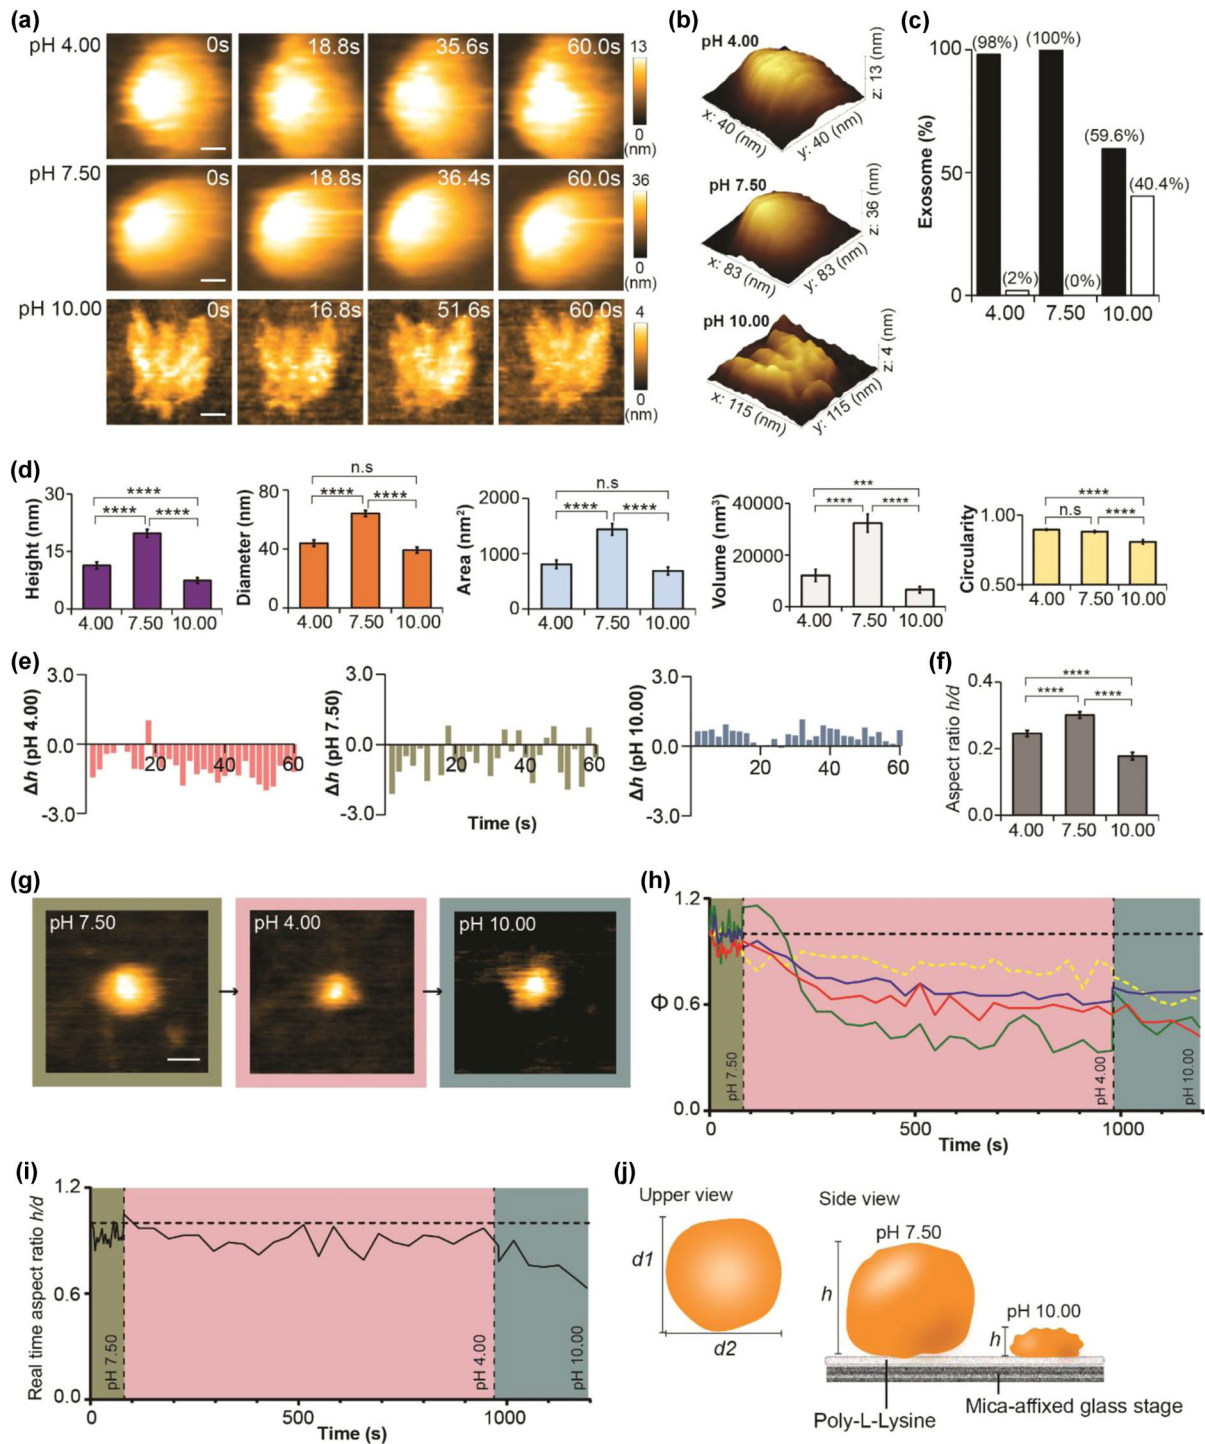 (a)
pH 4.00
0s
18.8s
35.6s
60.0s
13
0
(nm)
pH 7.50
0s
18.8s
36.4s
60.0s
36
0
(nm)
pH 10.00
0s
16.8s
51.6s
60.0s
4
0
(nm)
(b)
pH 4.00
z: 13 (nm)
x: 40 (nm)
y: 40 (nm)
pH 7.50
z: 36 (nm)
x: 83 (nm)
y: 83 (nm)
pH 10.00
z: 4 (nm)
x: 115 (nm)
y: 115 (nm)
(c)
Exosome (%)
100
50
0
(98%)
(2%)
(100%)
(0%)
(59.6%)
(40.4%)
4.00 7.50 10.00
(d)
Height (nm)
30
15
0
****
**** ****
4.00 7.50 10.00
Diameter (nm)
80
40
0
n.s
**** ****
4.00 7.50 10.00
Area (nm²)
2000
1000
0
n.s
**** ****
4.00 7.50 10.00
Volume (nm³)
40000
20000
0
***
**** ****
4.00 7.50 10.00
Circularity
1.00
0.50
****
n.s ****
4.00 7.50 10.00
(e)
Δh (pH 4.00)
3.0
0.0
-3.0
20 40 60
Δh (pH 7.50)
3.0
0.0
-3.0
20 40 60
Time (s)
Δh (pH 10.00)
3.0
0.0
-3.0
20 40 60
(f)
Aspect ratio h/d
0.4
0.2
0.0
****
**** ****
4.00 7.50 10.00
(g)
pH 7.50
pH 4.00
pH 10.00
(h)
Φ
1.2
0.6
0.0
pH 7.50
pH 4.00
pH 10.00
0 500 1000
Time (s)
(i)
Real time aspect ratio h/d
1.2
0.6
0.0
pH 7.50
pH 4.00
pH 10.00
0 500 1000
Time (s)
(j)
Upper view
d1
d2
Side view
pH 7.50
h
pH 10.00
h
Poly-L-Lysine
Mica-affixed glass stage